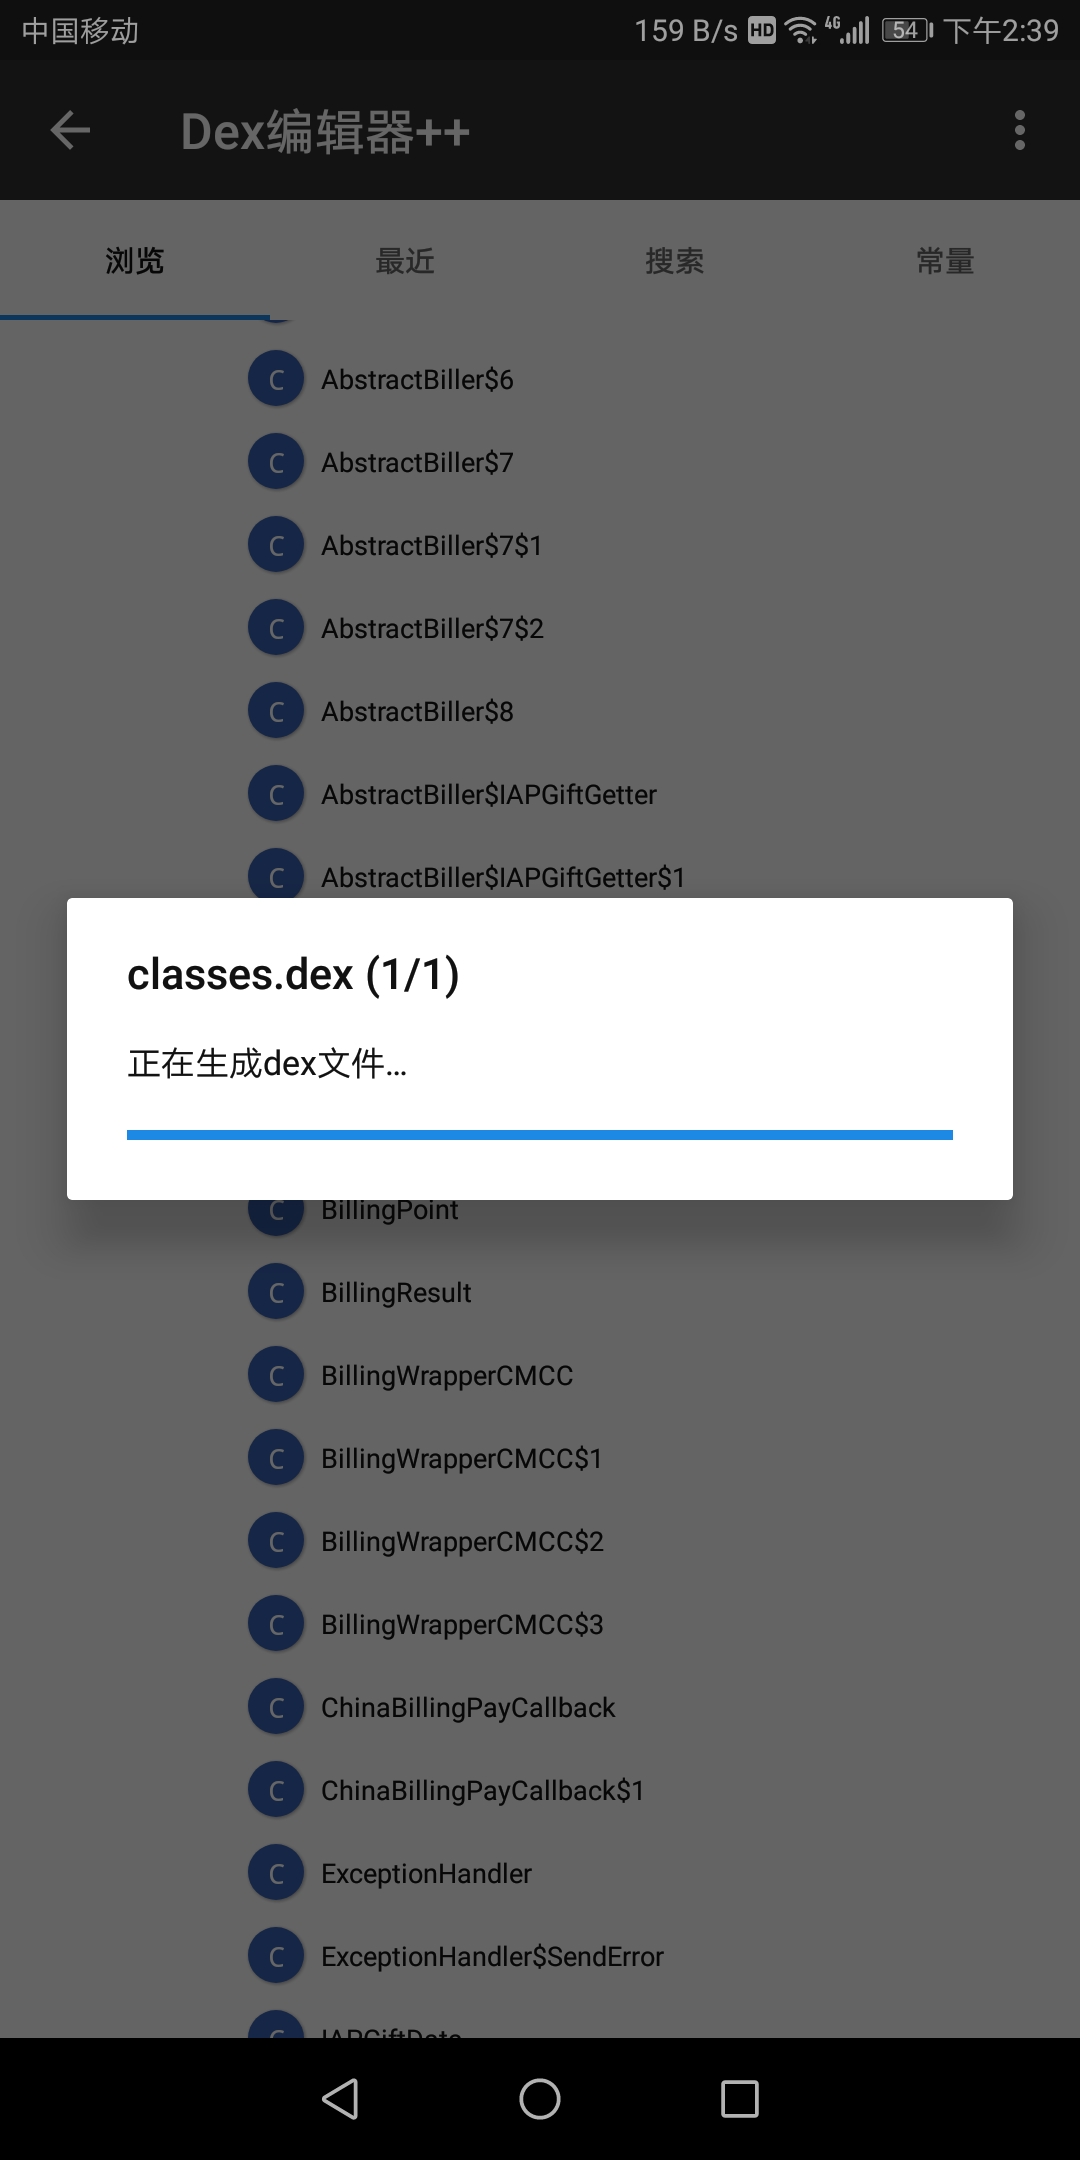 中国移动 159 B/s HD 4G 54 下午2:39
Dex编辑器++
浏览 最近 搜索 常量
C AbstractBiller$6
C AbstractBiller$7
C AbstractBiller$7$1
C AbstractBiller$7$2
C AbstractBiller$8
C AbstractBiller$IAPGiftGetter
C AbstractBiller$IAPGiftGetter$1
classes.dex (1/1)
正在生成dex文件...
C BillingPoint
C BillingResult
C BillingWrapperCMCC
C BillingWrapperCMCC$1
C BillingWrapperCMCC$2
C BillingWrapperCMCC$3
C ChinaBillingPayCallback
C ChinaBillingPayCallback$1
C ExceptionHandler
C ExceptionHandler$SendError